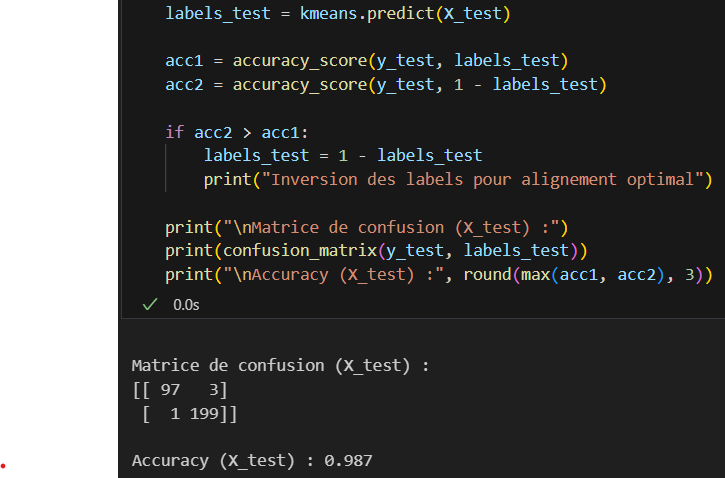 labels_test = kmeans.predict(X_test)
acc1 = accuracy_score(y_test, labels_test)
acc2 = accuracy_score(y_test, 1 - labels_test)
if acc2 > acc1:
    labels_test = 1 - labels_test
    print("Inversion des labels pour alignement optimal")
print("\nMatrice de confusion (X_test) :")
print(confusion_matrix(y_test, labels_test))
print("\nAccuracy (X_test) :", round(max(acc1, acc2), 3))
✓ 0.0s
Matrice de confusion (X_test) :
[[ 97   3]
 [  1 199]]
Accuracy (X_test) : 0.987